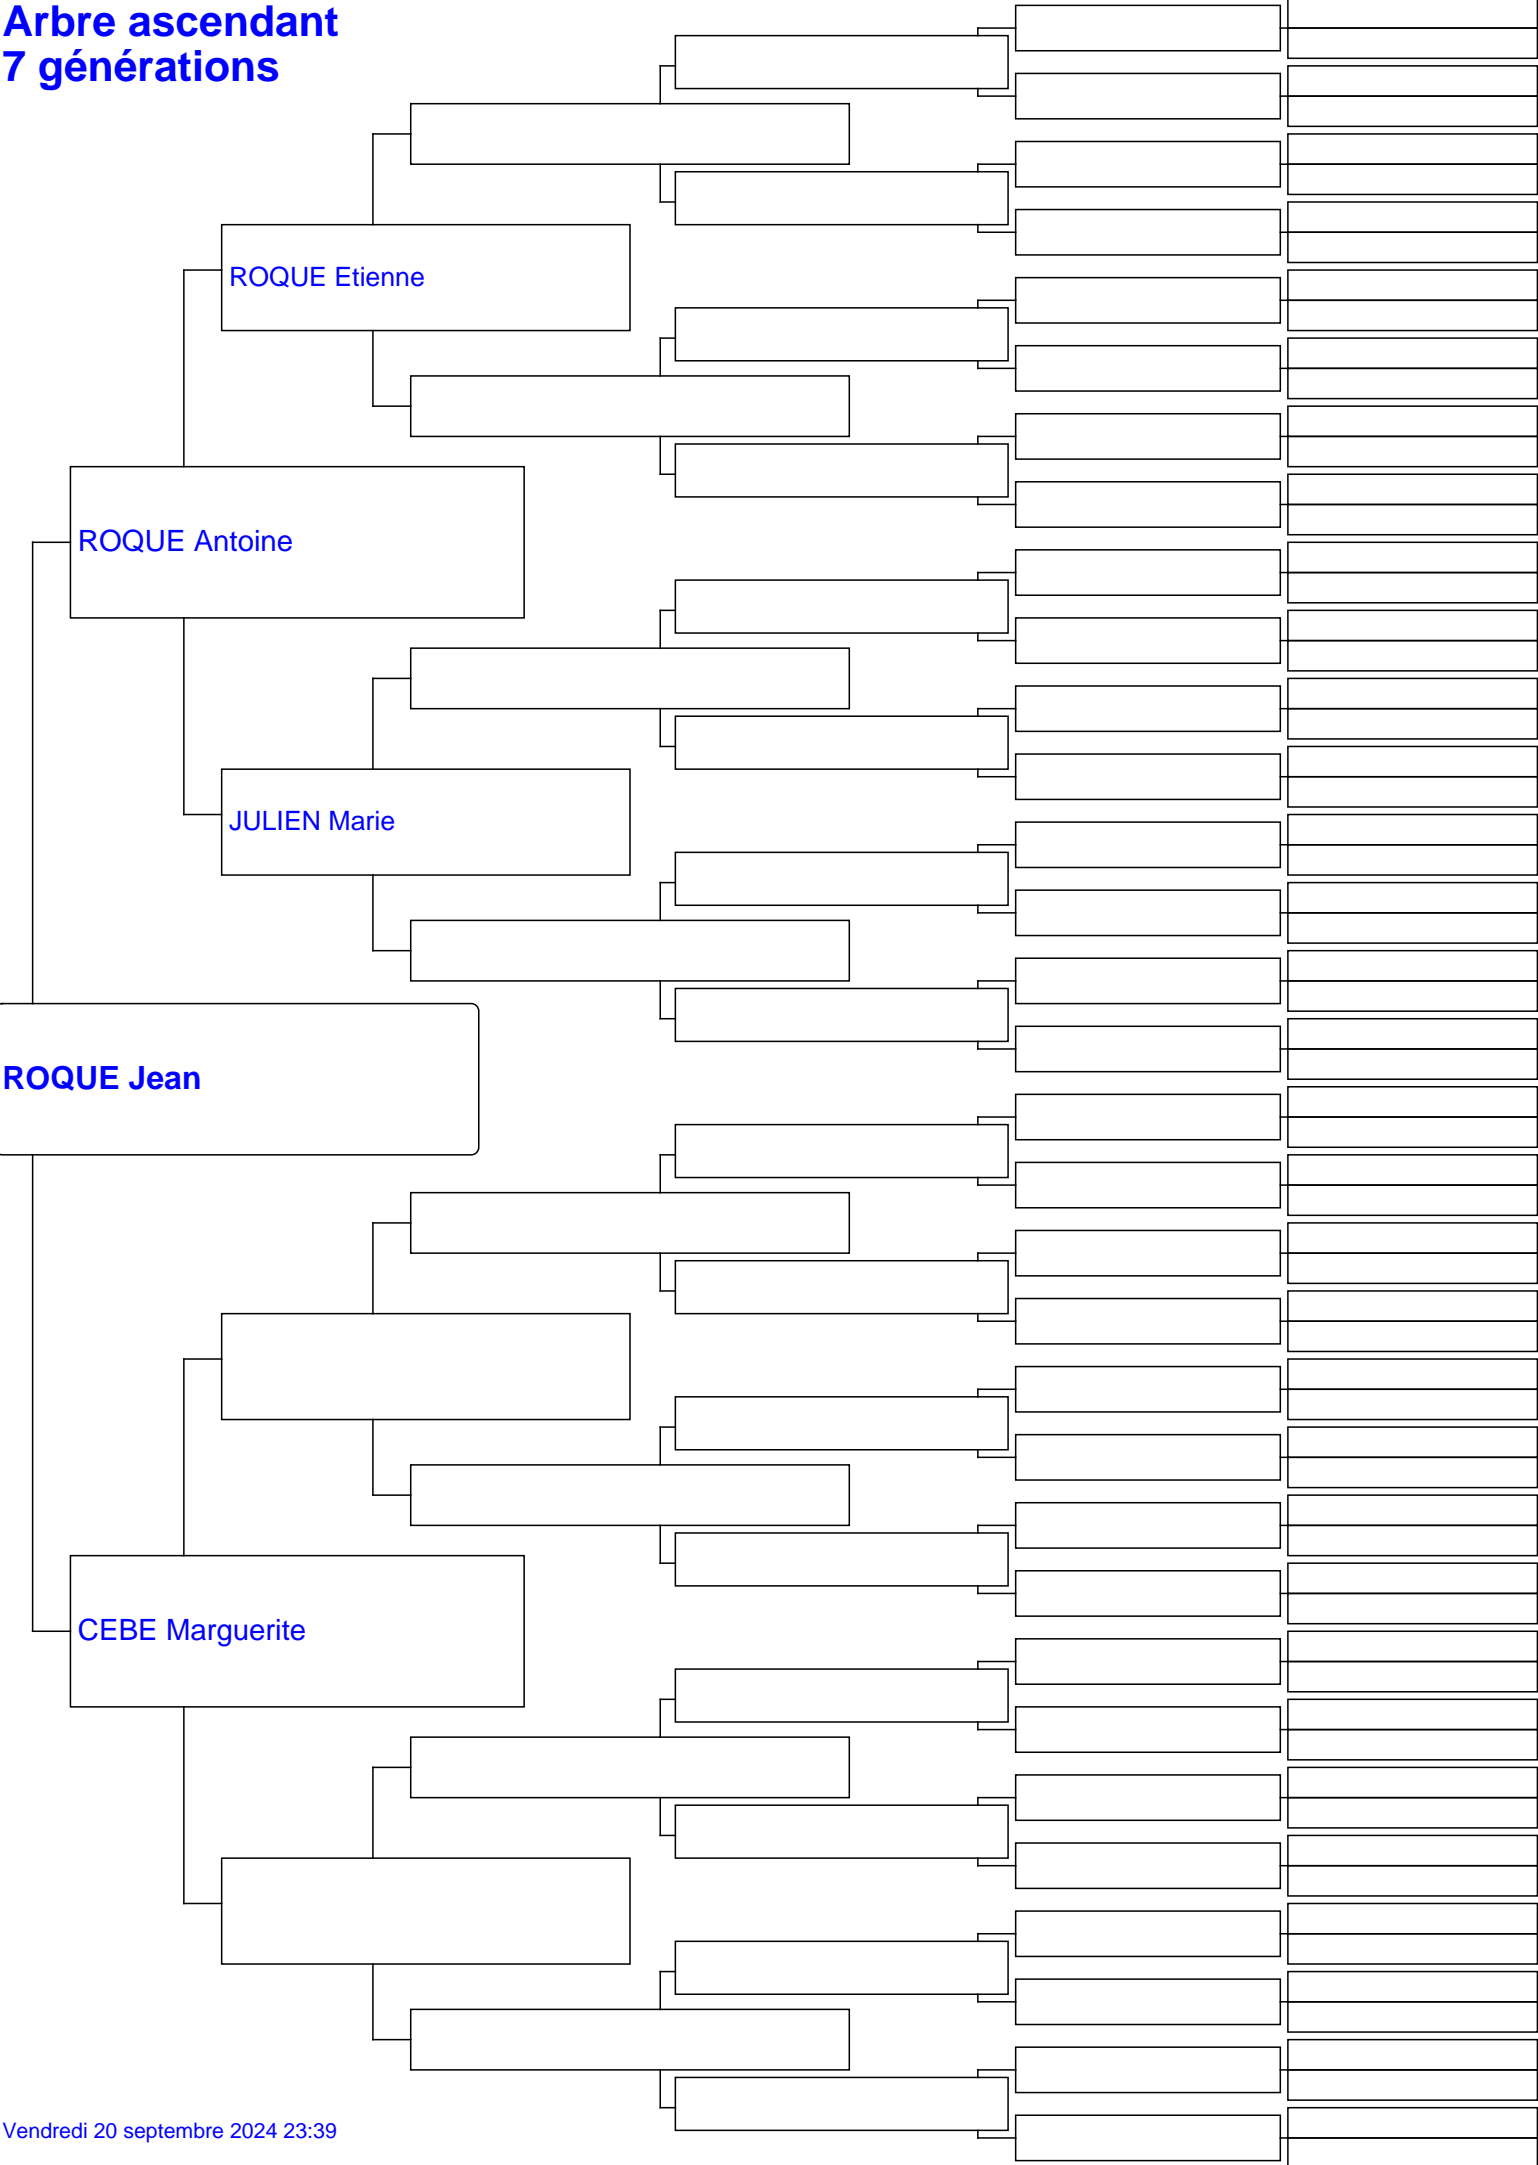 Arbre ascendant
7 générations
ROQUE Etienne
ROQUE Antoine
JULIEN Marie
ROQUE Jean
CEBE Marguerite
Vendredi 20 septembre 2024 23:39